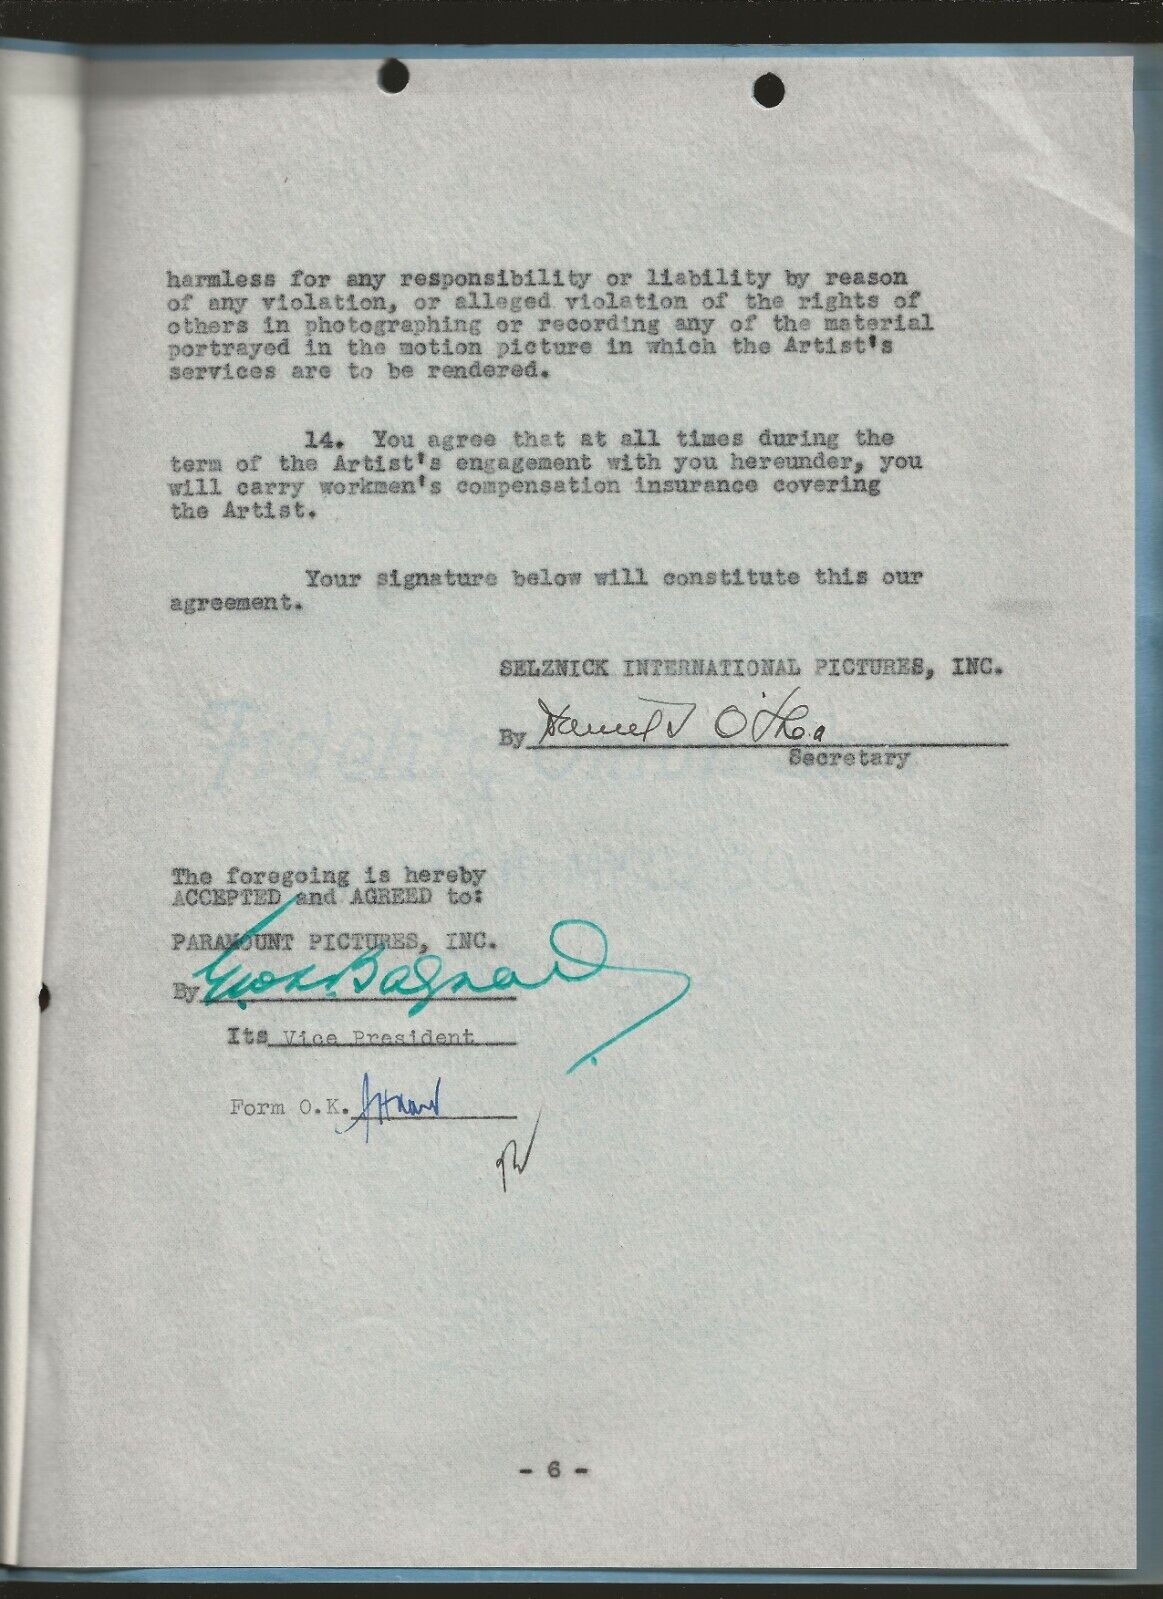 harmless for any responsibility or liability by reason
of any violation, or alleged violation of the rights of
others in photographing or recording any of the material
portrayed in the motion picture in which the Artist's
services are to be rendered.
14. You agree that at all times during the
term of the Artist's engagement with you hereunder, you
will carry workmen's compensation insurance covering
the Artist.
Your signature below will constitute this our
agreement.
SELZNICK INTERNATIONAL PICTURES, INC.
By Daniel T O'Shea
Secretary
The foregoing is hereby
ACCEPTED and AGREED to:
PARAMOUNT PICTURES, INC.
By Geo. Bagnall
Its Vice President
Form O.K.
- 6 -